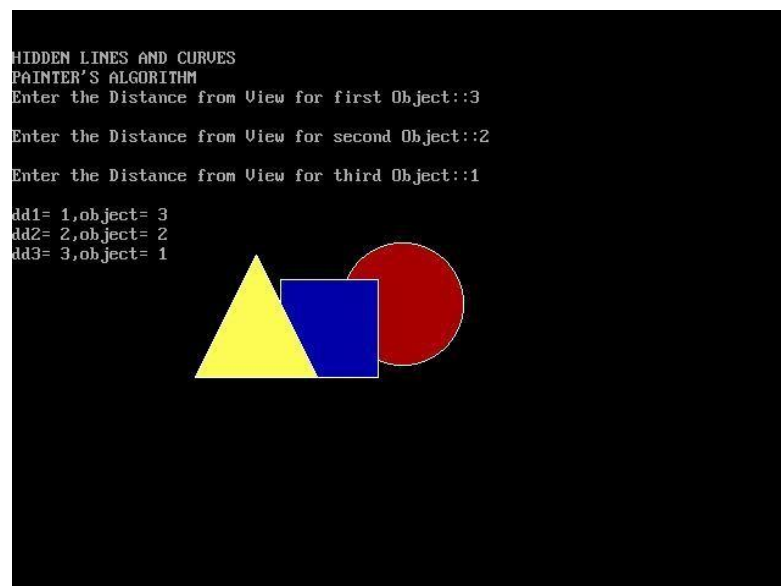 HIDDEN LINES AND CURVES
PAINTER'S ALGORITHM
Enter the Distance from View for first Object::3
Enter the Distance from View for second Object::2
Enter the Distance from View for third Object::1
dd1= 1,object= 3
dd2= 2,object= 2
dd3= 3,object= 1